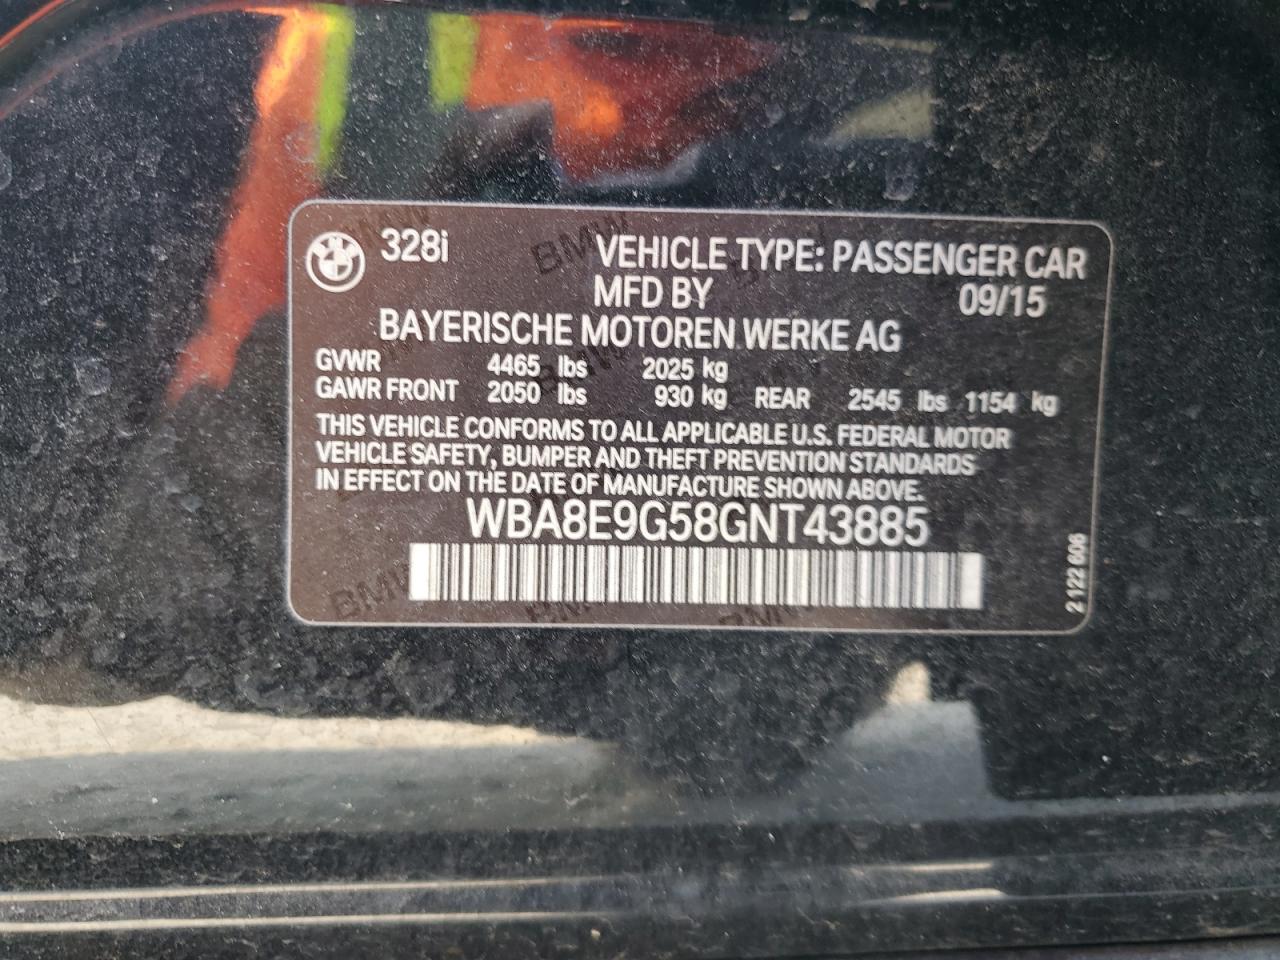 328i VEHICLE TYPE: PASSENGER CAR
MFD BY 09/15
BAYERISCHE MOTOREN WERKE AG
GVWR 4465 lbs 2025 kg
GAWR FRONT 2050 lbs 930 kg REAR 2545 lbs 1154 kg
THIS VEHICLE CONFORMS TO ALL APPLICABLE U.S. FEDERAL MOTOR
VEHICLE SAFETY, BUMPER AND THEFT PREVENTION STANDARDS
IN EFFECT ON THE DATE OF MANUFACTURE SHOWN ABOVE.
WBA8E9G58GNT43885
2 122 606